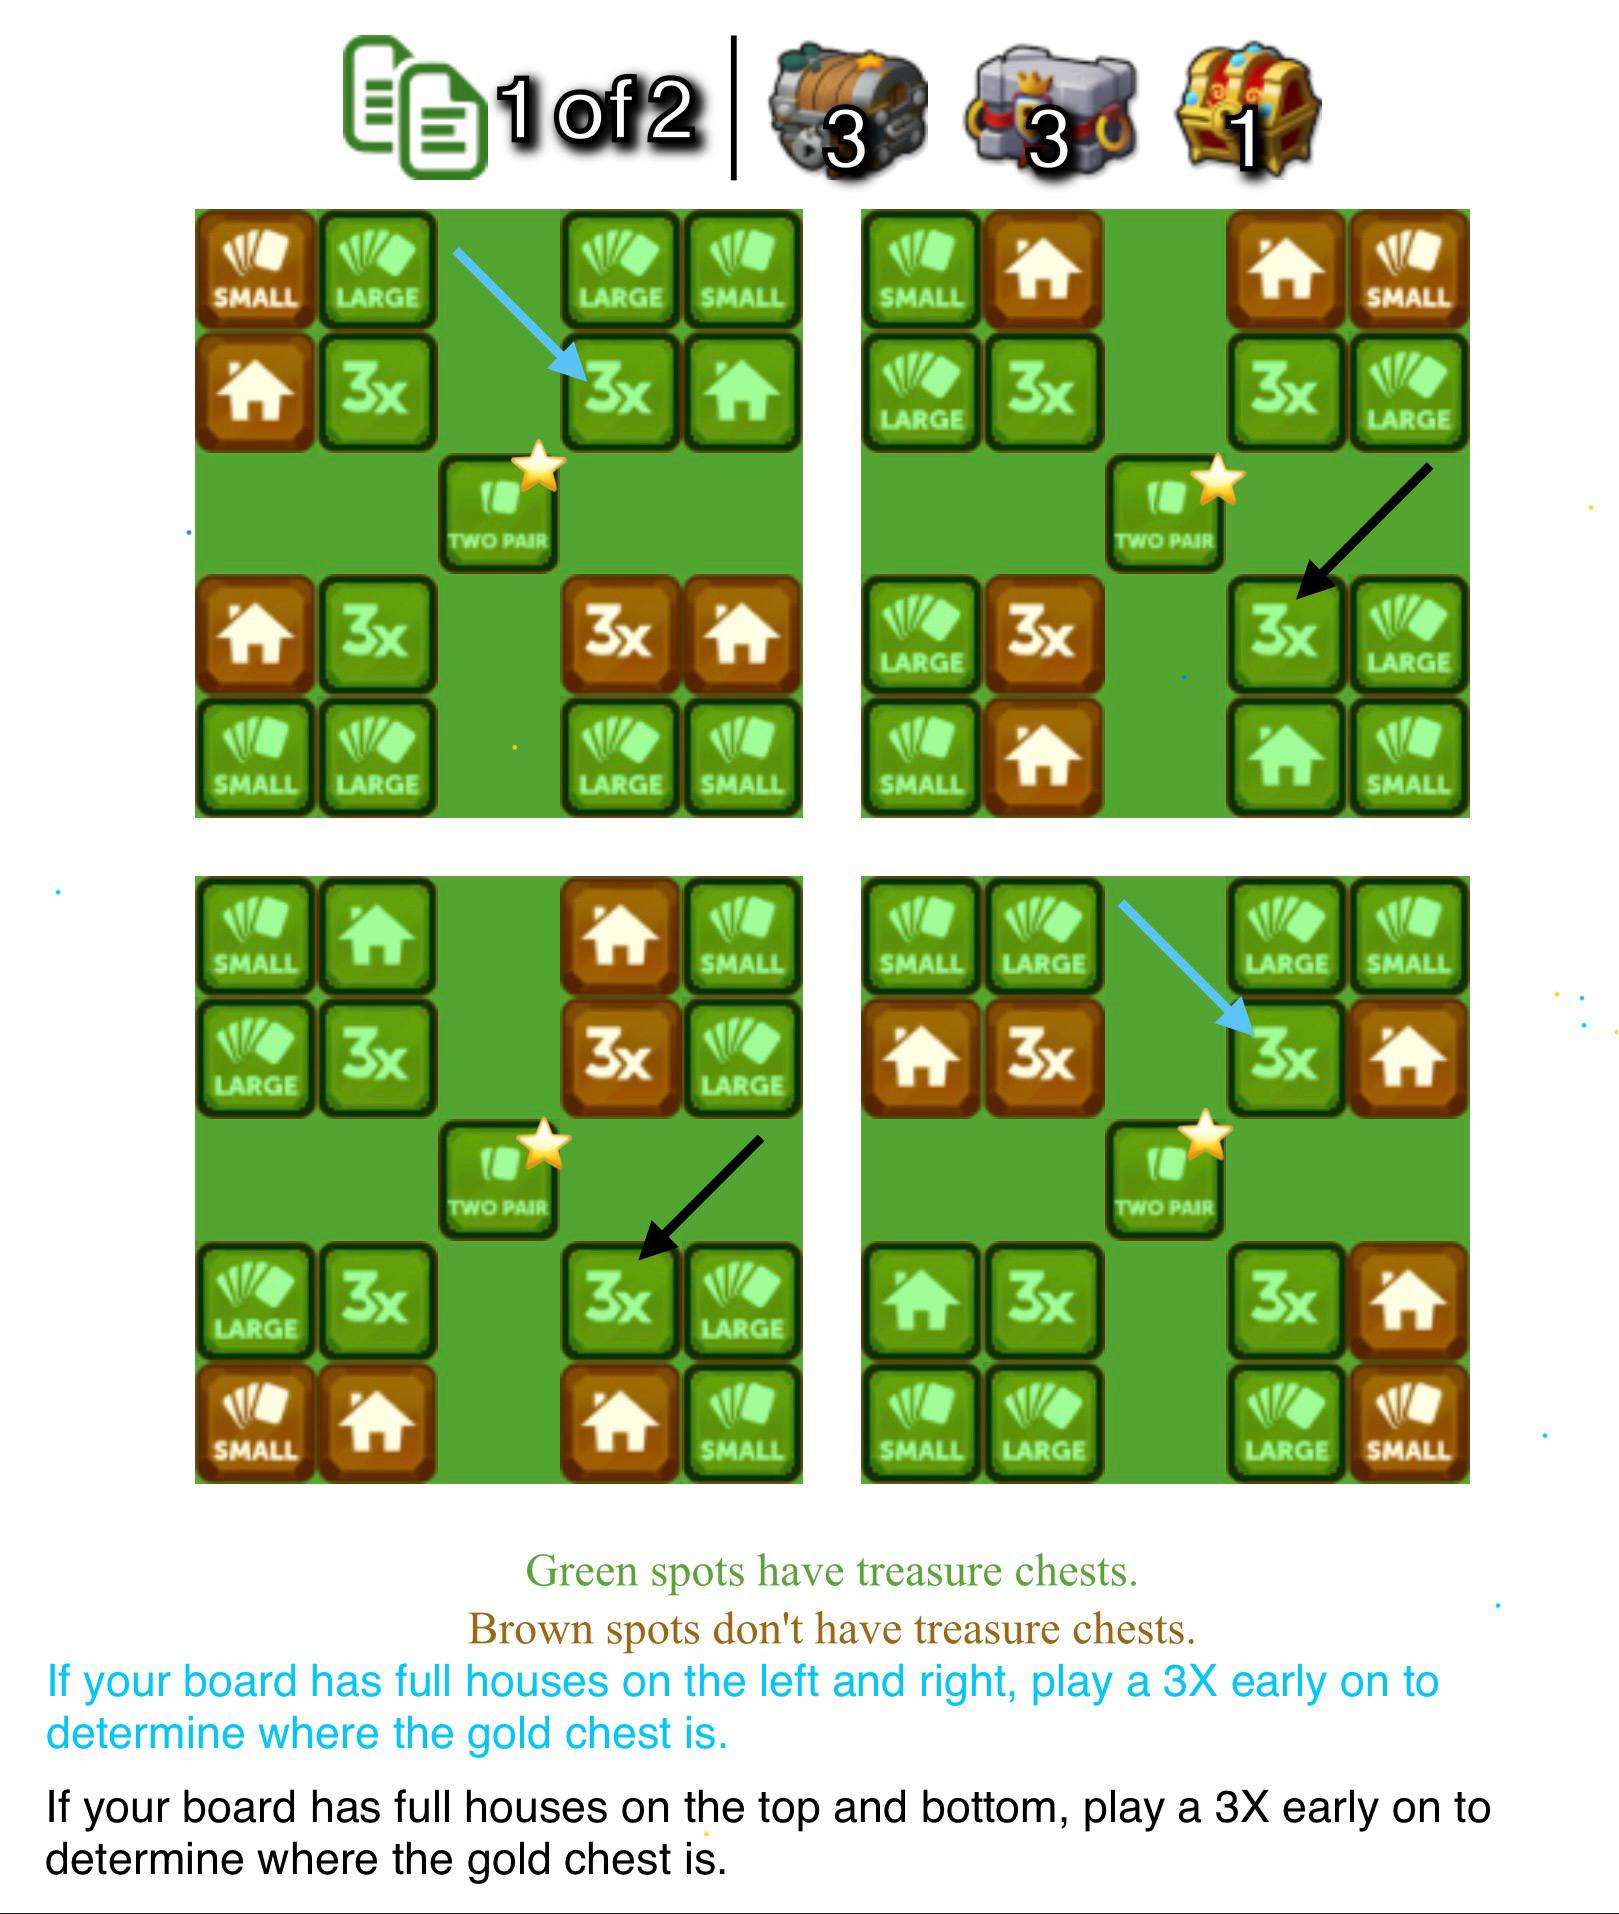 1 of 2 3 3 1
SMALL LARGE LARGE SMALL
3x 3x
TWO PAIR
3x 3x
SMALL LARGE LARGE SMALL
SMALL SMALL
LARGE 3x 3x LARGE
TWO PAIR
LARGE 3x 3x LARGE
SMALL SMALL
SMALL SMALL
LARGE 3x 3x LARGE
TWO PAIR
LARGE 3x 3x LARGE
SMALL SMALL
SMALL LARGE LARGE SMALL
3x 3x
TWO PAIR
3x 3x
SMALL LARGE LARGE SMALL
Green spots have treasure chests.
Brown spots don't have treasure chests.
If your board has full houses on the left and right, play a 3X early on to
determine where the gold chest is.
If your board has full houses on the top and bottom, play a 3X early on to
determine where the gold chest is.